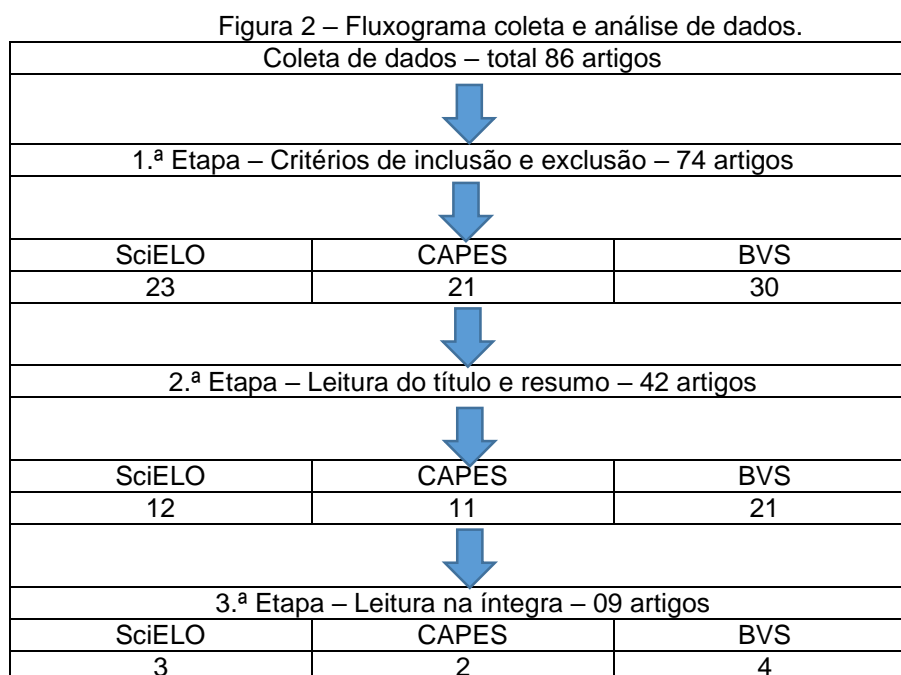 Figura 2 – Fluxograma coleta e análise de dados.
Coleta de dados – total 86 artigos
1.ª Etapa – Critérios de inclusão e exclusão – 74 artigos
SciELO CAPES BVS
23 21 30
2.ª Etapa – Leitura do título e resumo – 42 artigos
SciELO CAPES BVS
12 11 21
3.ª Etapa – Leitura na íntegra – 09 artigos
SciELO CAPES BVS
3 2 4